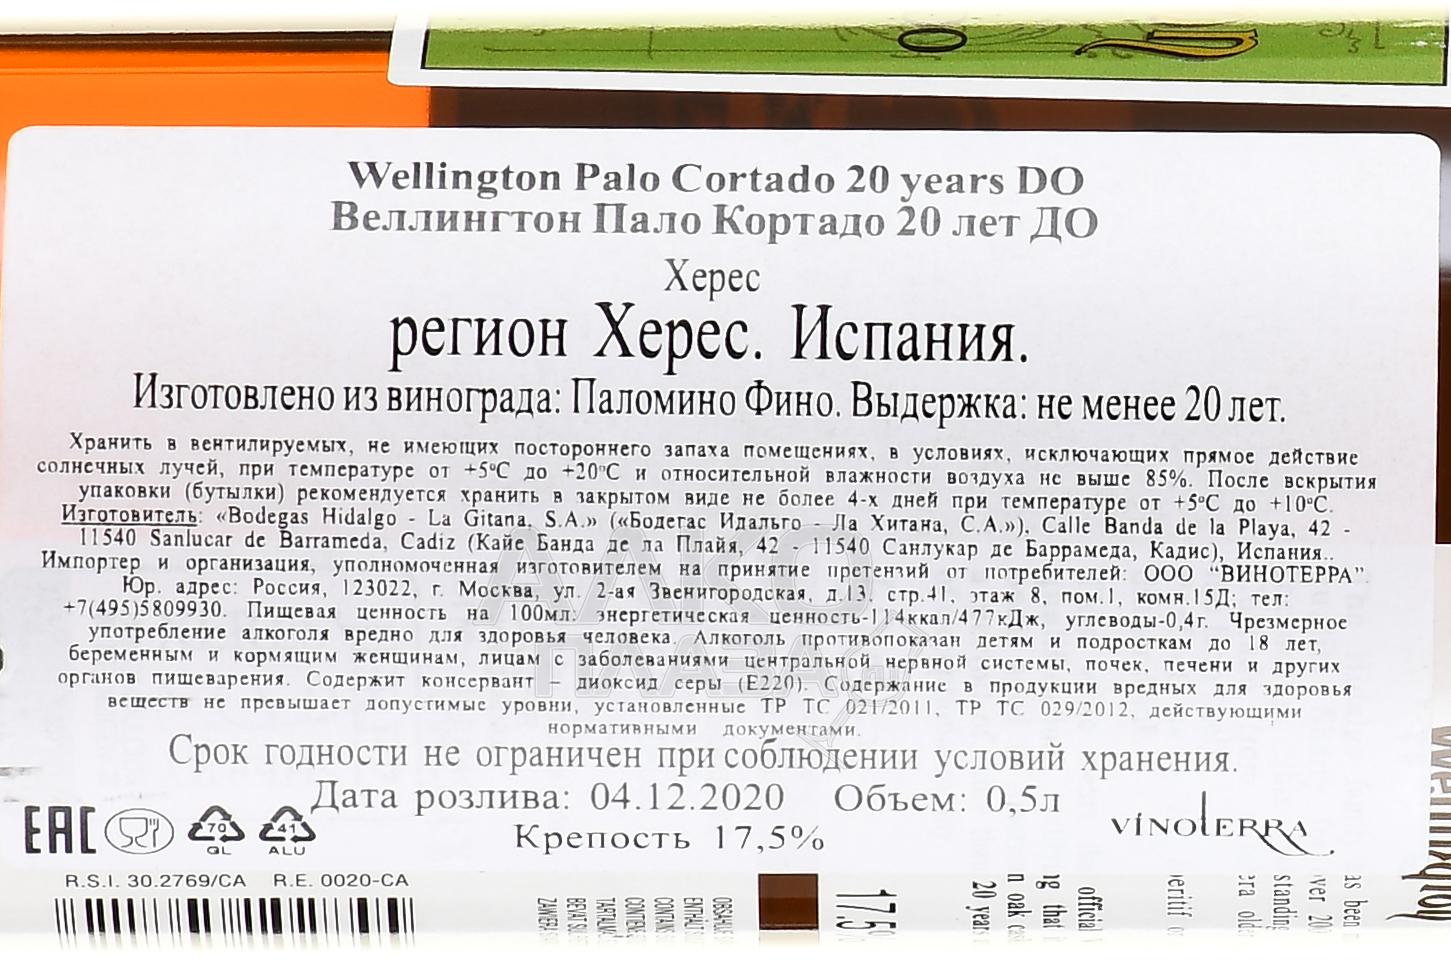 Wellington Palo Cortado 20 years DO
Веллингтон Пало Кортадо 20 лет ДО
Херес
регион Херес. Испания.
Изготовлено из винограда: Паломино Фино. Выдержка: не менее 20 лет.
Хранить в вентилируемых, не имеющих постороннего запаха помещениях, в условиях, исключающих прямое действие
солнечных лучей, при температуре от +5°С до +20°С и относительной влажности воздуха не выше 85%. После вскрытия
упаковки (бутылки) рекомендуется хранить в закрытом виде не более 4-х дней при температуре от +5°С до +10°С.
Изготовитель: «Bodegas Hidalgo - La Gitana, S.A.» («Бодегас Идальго - Ла Хитана, С.А.»), Calle Banda de la Playa, 42 -
11540 Sanlucar de Barrameda, Cadiz (Кайе Банда де ла Плайя, 42 - 11540 Санлукар де Баррамеда, Кадис), Испания..
Импортер и организация, уполномоченная изготовителем на принятие претензий от потребителей: ООО "ВИНОТЕРРА"
Юр. адрес: Россия, 123022, г. Москва, ул. 2-ая Звенигородская, д.13, стр.41, этаж 8, пом.1, комн.15Д; тел:
+7(495)5809930. Пищевая ценность на 100мл: энергетическая ценность-114ккал/477кДж, углеводы-0,4г. Чрезмерное
употребление алкоголя вредно для здоровья человека. Алкоголь противопоказан детям и подросткам до 18 лет,
беременным и кормящим женщинам, лицам с заболеваниями центральной нервной системы, почек, печени и других
органов пищеварения. Содержит консервант – диоксид серы (Е220). Содержание в продукции вредных для здоровья
веществ не превышает допустимые уровни, установленные ТР ТС 021/2011, ТР ТС 029/2012, действующими
нормативными документами.
Срок годности не ограничен при соблюдении условий хранения.
Дата розлива: 04.12.2020 Объем: 0,5л
Крепость 17,5%
EAC
70
GL
41
ALU
VINOTERRA
R.S.I. 30.2769/CA R.E. 0020-CA
АЛКО
ПЛАЗА.ru
17.5%
20 years
n oak
official